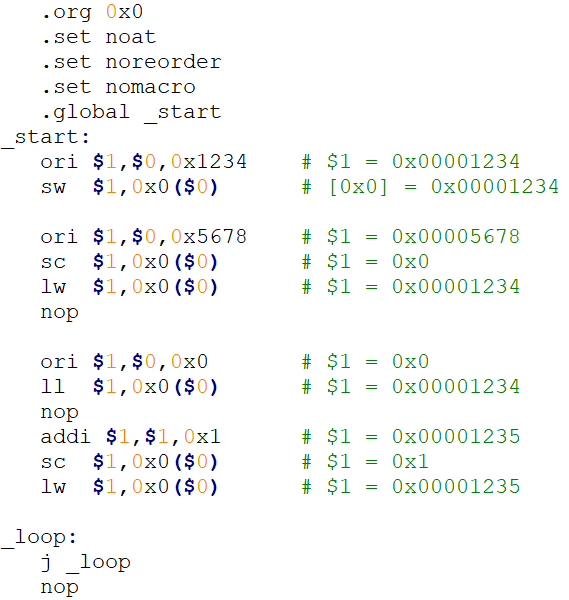 .org 0x0
.set noat
.set noreorder
.set nomacro
.global _start
_start:
ori $1,$0,0x1234 # $1 = 0x00001234
sw $1,0x0($0) # [0x0] = 0x00001234
ori $1,$0,0x5678 # $1 = 0x00005678
sc $1,0x0($0) # $1 = 0x0
lw $1,0x0($0) # $1 = 0x00001234
nop
ori $1,$0,0x0 # $1 = 0x0
ll $1,0x0($0) # $1 = 0x00001234
nop
addi $1,$1,0x1 # $1 = 0x00001235
sc $1,0x0($0) # $1 = 0x1
lw $1,0x0($0) # $1 = 0x00001235
_loop:
j _loop
nop